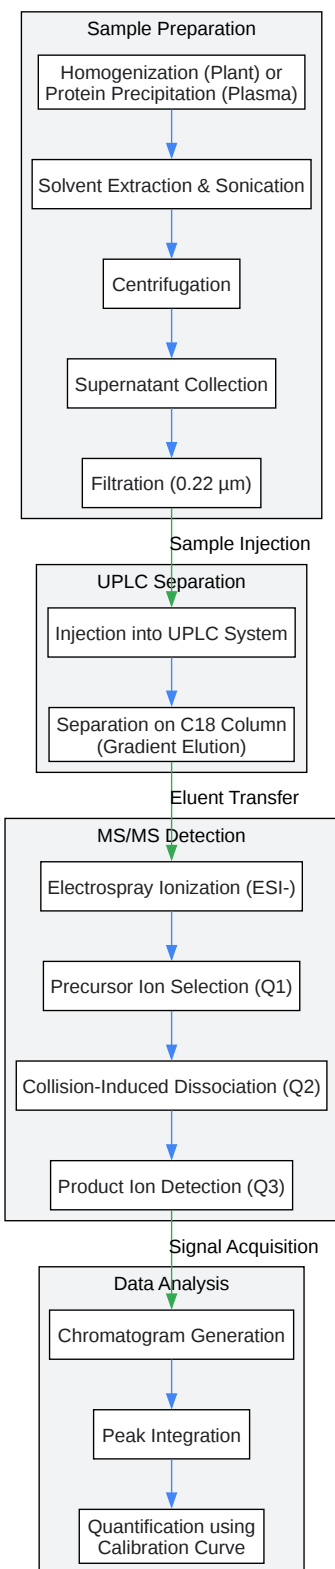 Sample Preparation
Homogenization (Plant) or
Protein Precipitation (Plasma)
Solvent Extraction & Sonication
Centrifugation
Supernatant Collection
Filtration (0.22 µm)
Sample Injection
UPLC Separation
Injection into UPLC System
Separation on C18 Column
(Gradient Elution)
Eluent Transfer
MS/MS Detection
Electrospray Ionization (ESI-)
Precursor Ion Selection (Q1)
Collision-Induced Dissociation (Q2)
Product Ion Detection (Q3)
Signal Acquisition
Data Analysis
Chromatogram Generation
Peak Integration
Quantification using
Calibration Curve